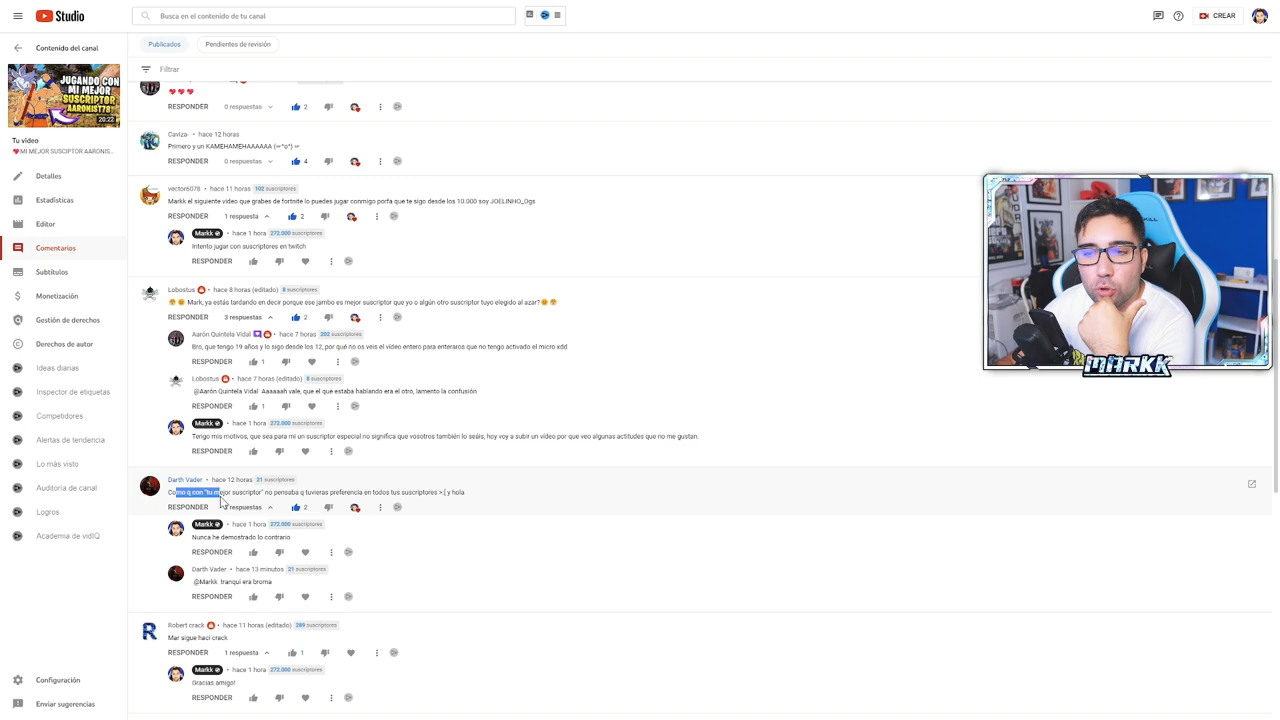 Studio
Busca en el contenido de tu canal
CREAR
Contenido del canal
JUGANDO CON
MI MEJOR
SUSCRIPTOR
AARONIST78
20:22
Tu vídeo
MI MEJOR SUSCIPTOR AARONIS...
Detalles
Estadísticas
Editor
Comentarios
Subtítulos
Monetización
Gestión de derechos
Derechos de autor
Ideas diarias
Inspector de etiquetas
Competidores
Alertas de tendencia
Lo más visto
Auditoría de canal
Logros
Academia de vidIQ
Configuración
Enviar sugerencias
Publicados
Pendientes de revisión
Filtrar
RESPONDER 0 respuestas 2
Caviza- • hace 12 horas
Primero y un KAMEHAMEHAAAAAA (=^o^) =
RESPONDER 0 respuestas 4
vector6078 • hace 11 horas 102 suscriptores
Markk el siguiente video que grabes de fortnite lo puedes jugar conmigo porfa que te sigo desde los 10.000 soy JOELINHO_Ogs
RESPONDER 1 respuesta 2
Markk • hace 1 hora 272.000 suscriptores
Intento jugar con suscriptores en twitch
RESPONDER
Lobostus • hace 8 horas (editado) 9 suscriptores
Mark, ya estás tardando en decir porque ese jambo es mejor suscriptor que yo o algún otro suscriptor tuyo elegido al azar?
RESPONDER 3 respuestas 2
Aarón Quintela Vidal • hace 7 horas 202 suscriptores
Bro, que tengo 19 años y lo sigo desde los 12, por qué no os veis el vídeo entero para enteraros que no tengo activado el micro xdd
RESPONDER 1
Lobostus • hace 7 horas (editado) 8 suscriptores
@Aarón Quintela Vidal Aaaaaah vale, que el que estaba hablando era el otro, lamento la confusión
RESPONDER 1
Markk • hace 1 hora 272.000 suscriptores
Tengo mis motivos, que sea para mi un suscriptor especial no significa que vosotros también lo seáis, hoy voy a subir un vídeo por que veo algunas actitudes que no me gustan.
RESPONDER
Darth Vader • hace 12 horas 21 suscriptores
Como q con "tu mejor suscriptor" no pensaba q tuvieras preferencia en todos tus suscriptores >:( y hola
RESPONDER respuestas 2
Markk • hace 1 hora 272.000 suscriptores
Nunca he demostrado lo contrario
RESPONDER
Darth Vader • hace 13 minutos 21 suscriptores
@Markk tranqui era broma
RESPONDER
Robert crack • hace 11 horas (editado) 289 suscriptores
Mar sigue haci crack
RESPONDER 1 respuesta 1
Markk • hace 1 hora 272.000 suscriptores
Gracias amigo!
RESPONDER
MARKK